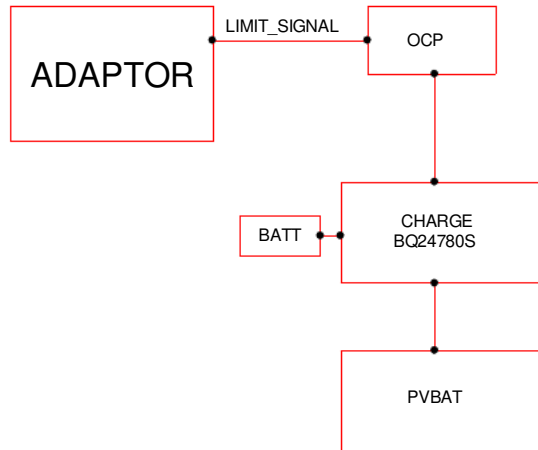 LIMIT_SIGNAL
OCP
ADAPTOR
CHARGE
BQ24780S
BATT
PVBAT